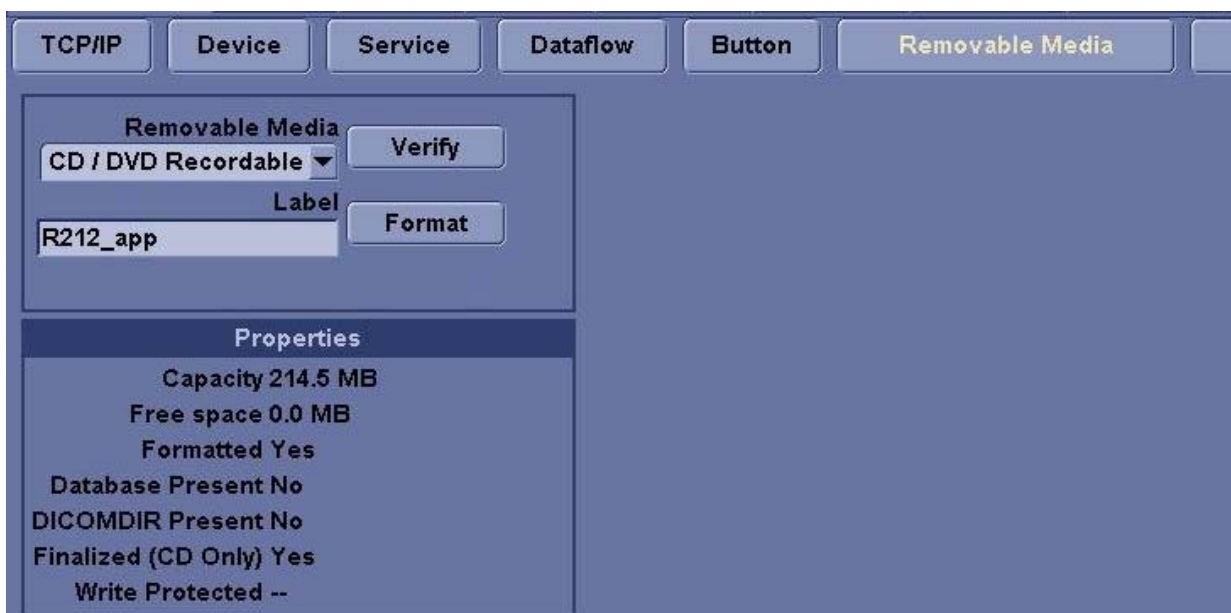 TCP/IP Device Service Dataflow Button Removable Media
Removable Media
CD / DVD Recordable
Verify
Label
R212_app
Format
Properties
Capacity 214.5 MB
Free space 0.0 MB
Formatted Yes
Database Present No
DICOMDIR Present No
Finalized (CD Only) Yes
Write Protected --